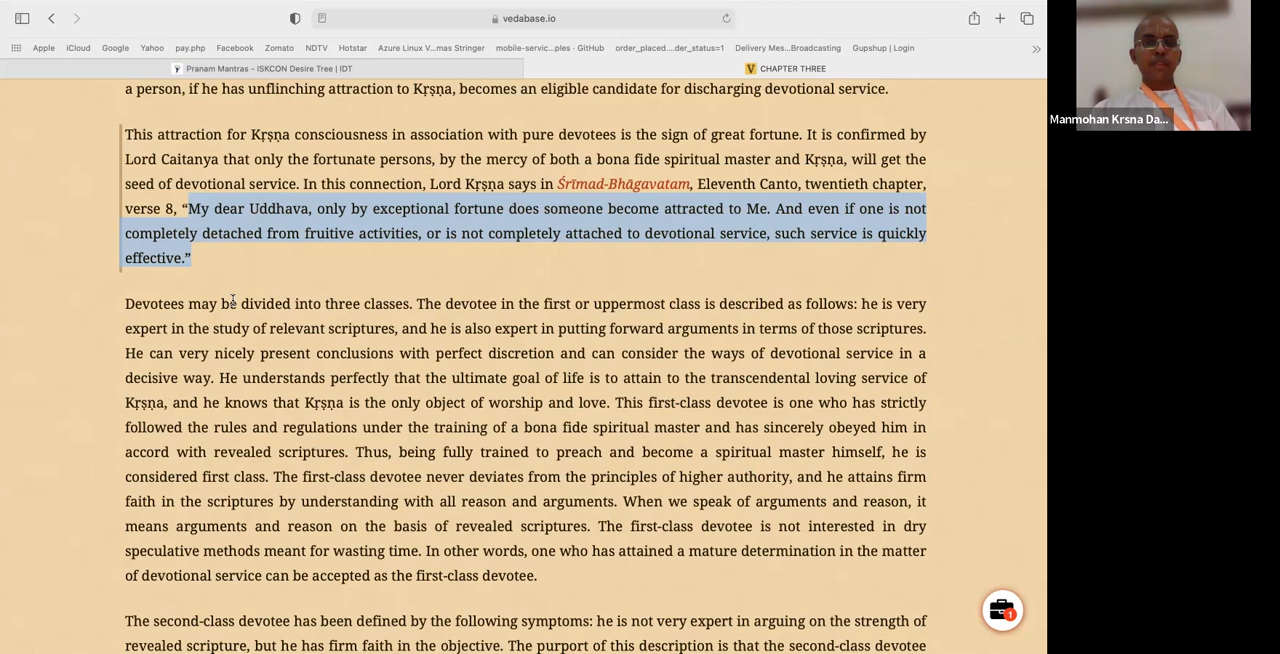 vedabase.io
Apple iCloud Google Yahoo pay.php Facebook Zomato NDTV Hotstar Azure Linux V...mas Stringer mobile-servic...ples · GitHub order_placed....der_status=1 Delivery Mes...Broadcasting Gupshup | Login
Pranam Mantras - ISKCON Desire Tree | IDT
V CHAPTER THREE
Manmohan Krsna Da...
a person, if he has unflinching attraction to Kṛṣṇa, becomes an eligible candidate for discharging devotional service.
This attraction for Kṛṣṇa consciousness in association with pure devotees is the sign of great fortune. It is confirmed by
Lord Caitanya that only the fortunate persons, by the mercy of both a bona fide spiritual master and Kṛṣṇa, will get the
seed of devotional service. In this connection, Lord Kṛṣṇa says in Śrīmad-Bhāgavatam, Eleventh Canto, twentieth chapter,
verse 8, “My dear Uddhava, only by exceptional fortune does someone become attracted to Me. And even if one is not
completely detached from fruitive activities, or is not completely attached to devotional service, such service is quickly
effective.”
Devotees may be divided into three classes. The devotee in the first or uppermost class is described as follows: he is very
expert in the study of relevant scriptures, and he is also expert in putting forward arguments in terms of those scriptures.
He can very nicely present conclusions with perfect discretion and can consider the ways of devotional service in a
decisive way. He understands perfectly that the ultimate goal of life is to attain to the transcendental loving service of
Kṛṣṇa, and he knows that Kṛṣṇa is the only object of worship and love. This first-class devotee is one who has strictly
followed the rules and regulations under the training of a bona fide spiritual master and has sincerely obeyed him in
accord with revealed scriptures. Thus, being fully trained to preach and become a spiritual master himself, he is
considered first class. The first-class devotee never deviates from the principles of higher authority, and he attains firm
faith in the scriptures by understanding with all reason and arguments. When we speak of arguments and reason, it
means arguments and reason on the basis of revealed scriptures. The first-class devotee is not interested in dry
speculative methods meant for wasting time. In other words, one who has attained a mature determination in the matter
of devotional service can be accepted as the first-class devotee.
The second-class devotee has been defined by the following symptoms: he is not very expert in arguing on the strength of
revealed scripture, but he has firm faith in the objective. The purport of this description is that the second-class devotee
1